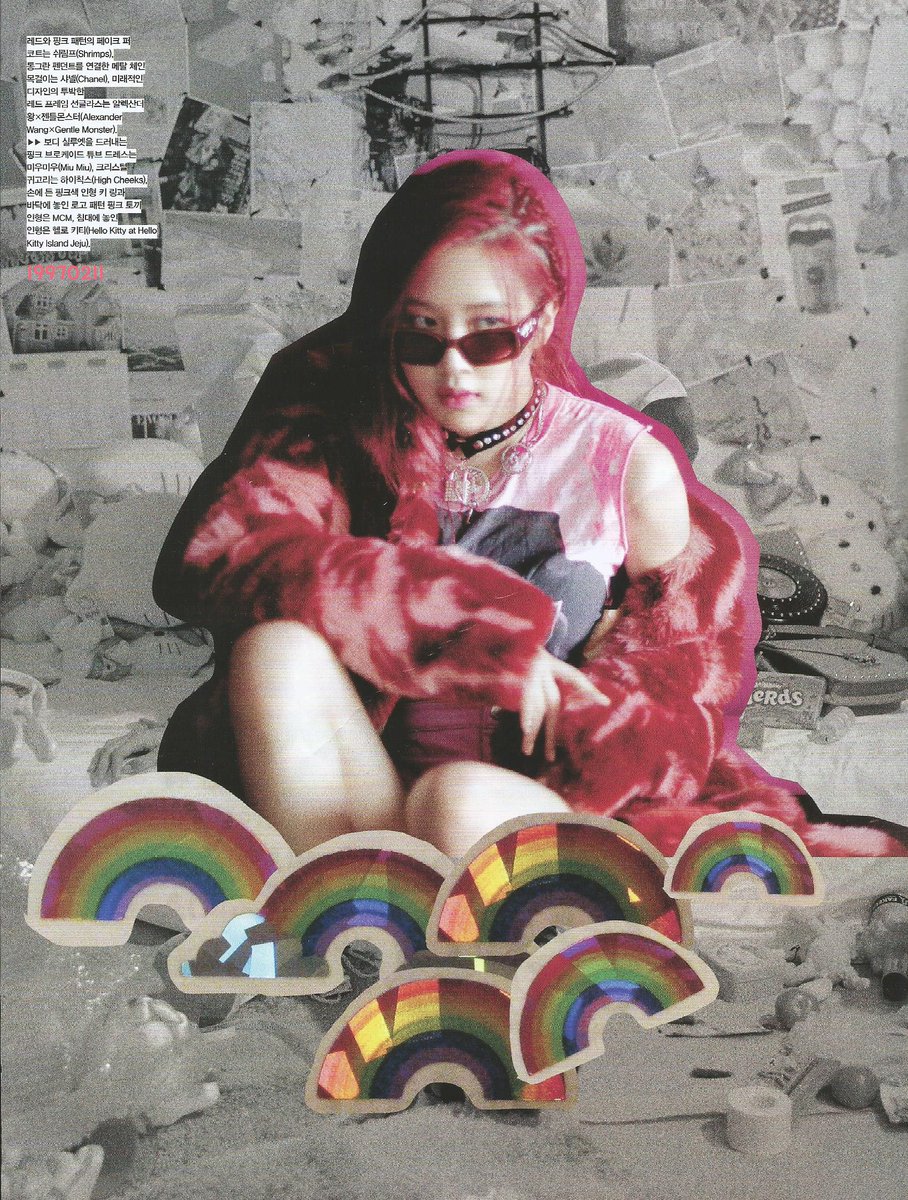 레드와 핑크 패턴의 페이크 퍼
코트는 쉬림프(Shrimps),
동그란 펜던트를 연결한 메탈 체인
목걸이는 샤넬(Chanel), 미래적인
디자인의 투박한
레드 프레임 선글라스는 알렉산더
왕×젠틀몬스터(Alexander
Wang×Gentle Monster).
▶▶ 보디 실루엣을 드러내는
핑크 브로케이드 튜브 드레스는
미우미우(Miu Miu), 크리스털
귀고리는 하이칙스(High Cheeks).
손에 든 핑크색 인형 키 링과
바닥에 놓인 로고 패턴 핑크 토끼
인형은 MCM, 침대에 놓인
인형은 헬로 키티(Hello Kitty at Hello
Kitty Island Jeju).
19970211
neRdS